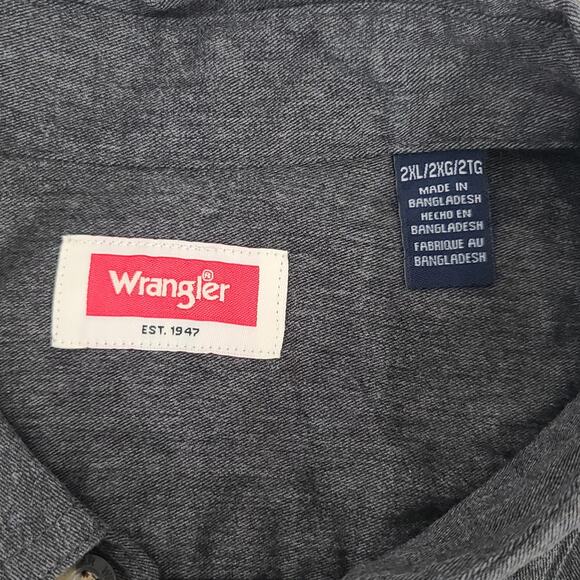 Wrangler®
EST. 1947
2XL/2XG/2TG
MADE IN
BANGLADESH
HECHO EN
BANGLADESH
FABRIQUE AU
BANGLADESH